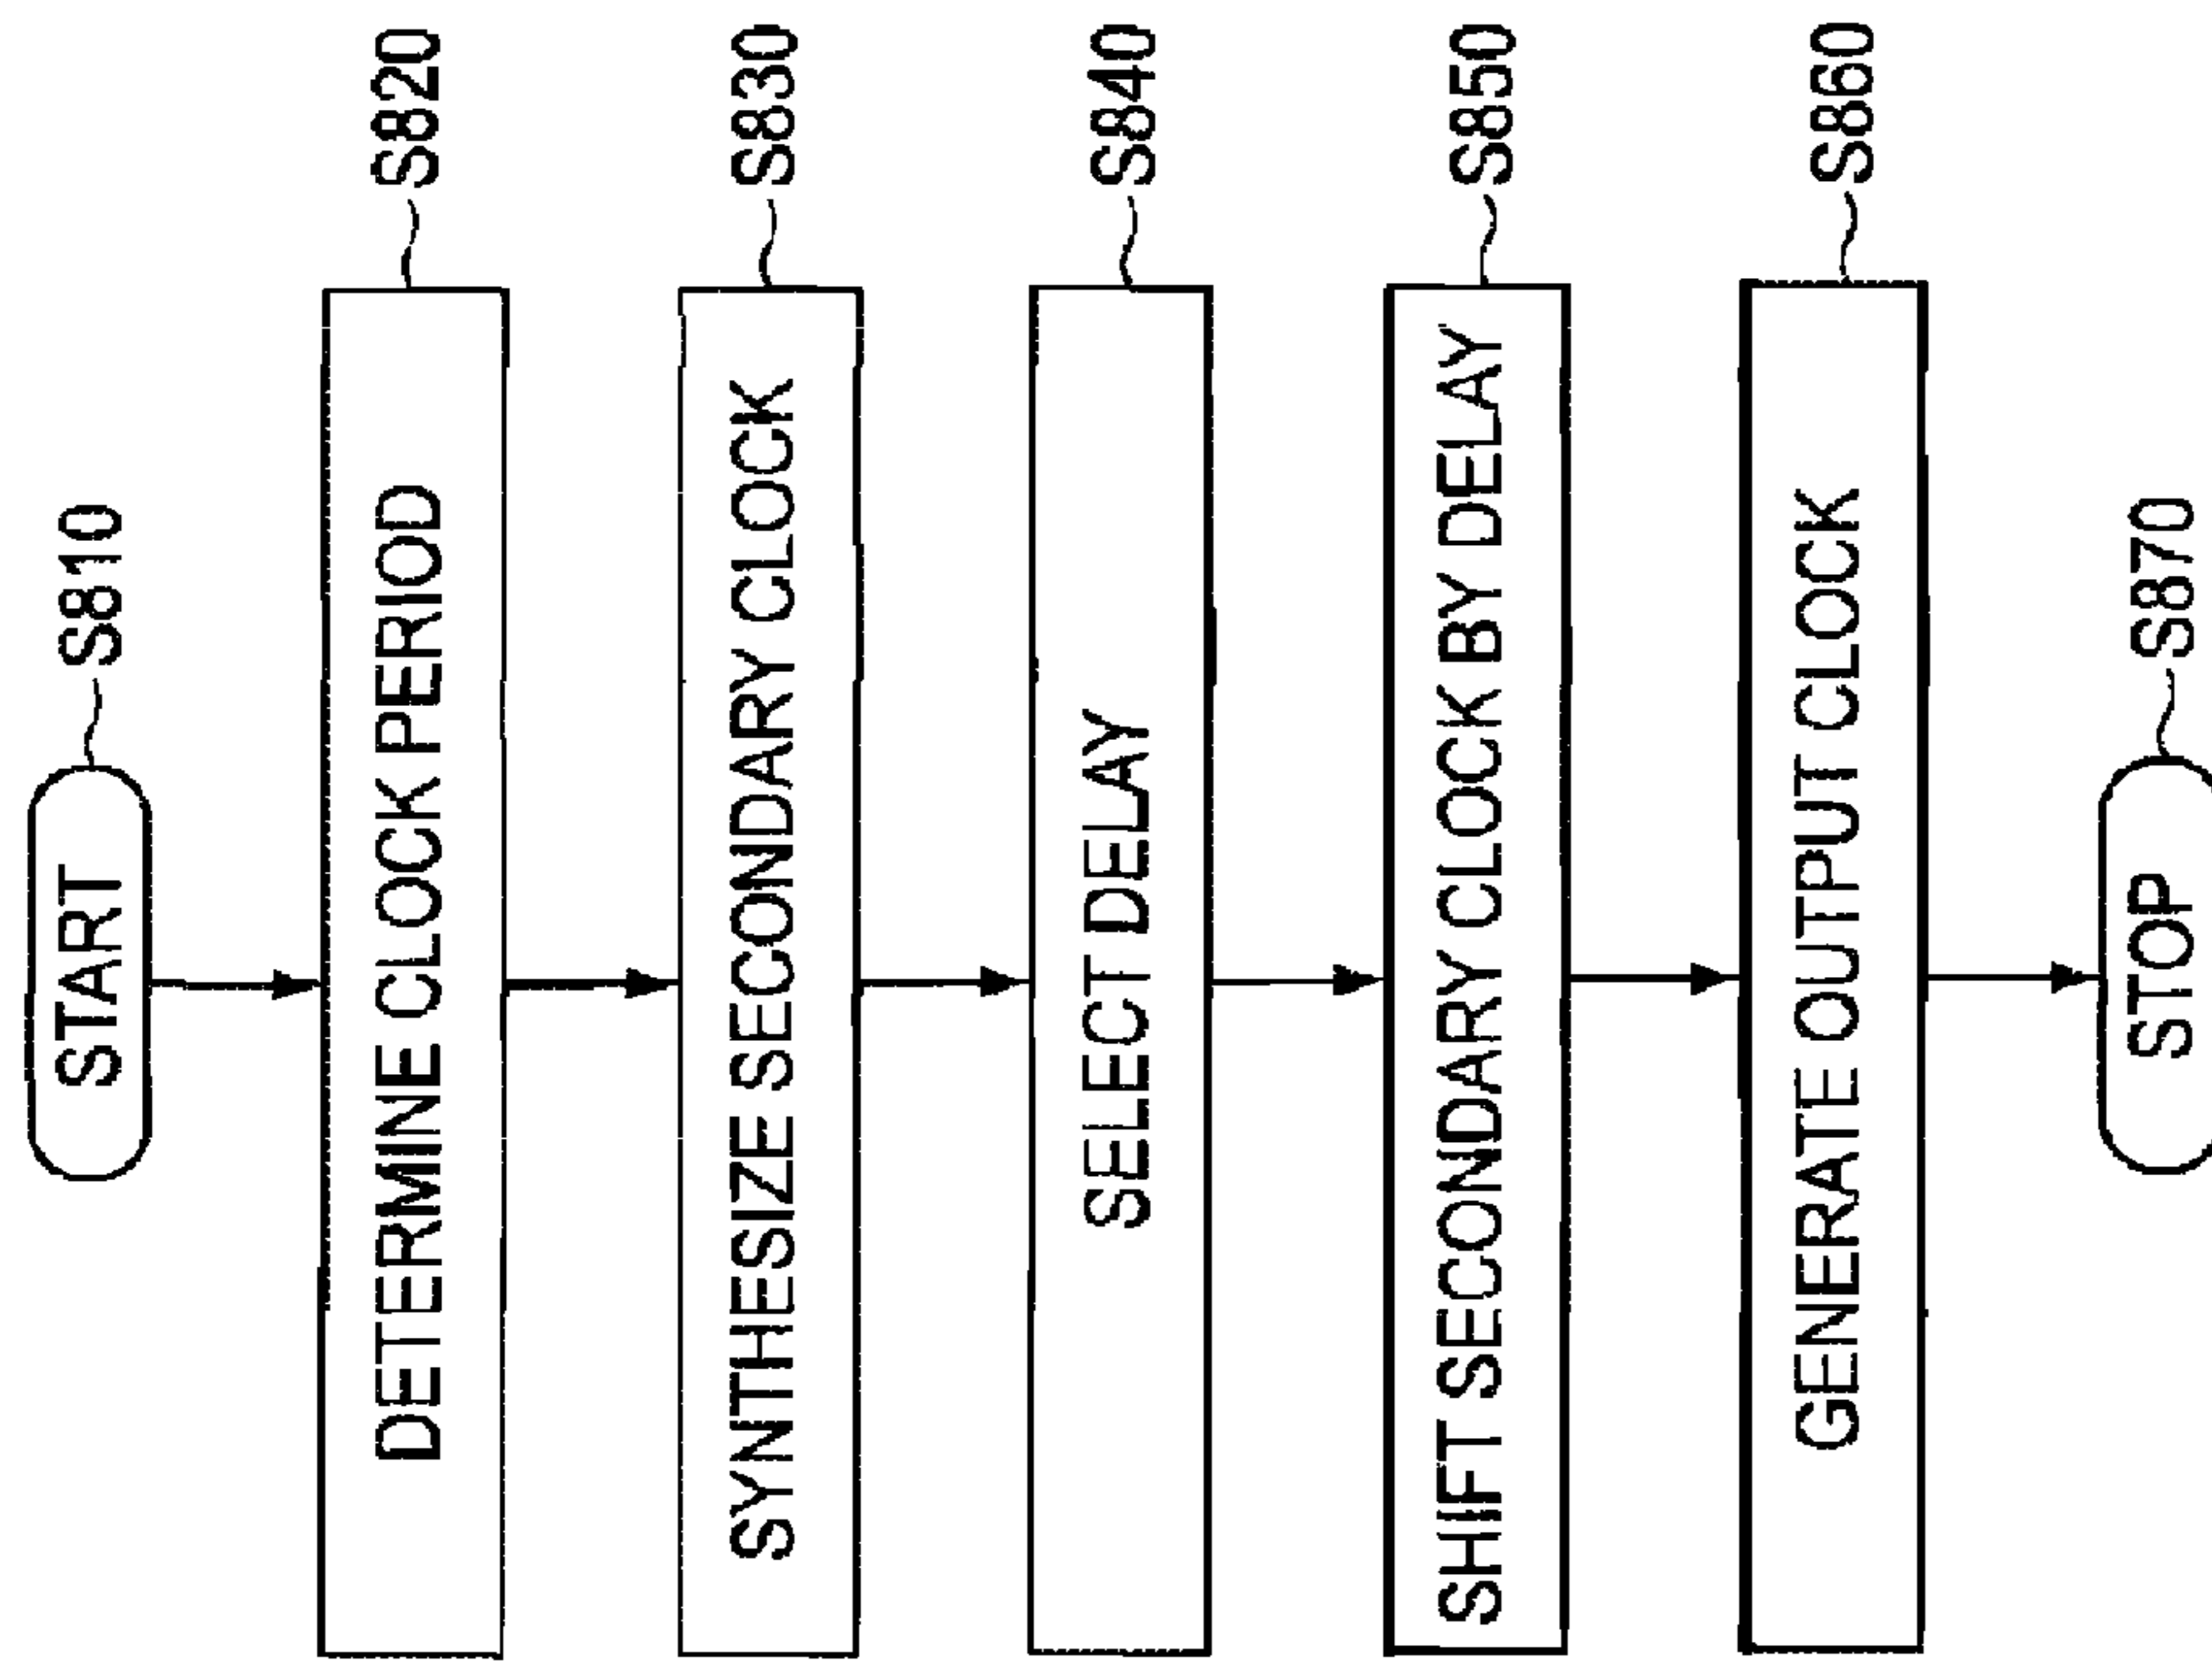 START
S810
DETERMINE CLOCK PERIOD
S820
SYNTHESIZE SECONDARY CLOCK
S830
SELECT DELAY
S840
SHIFT SECONDARY CLOCK BY DELAY
S850
GENERATE OUTPUT CLOCK
S860
STOP
S870